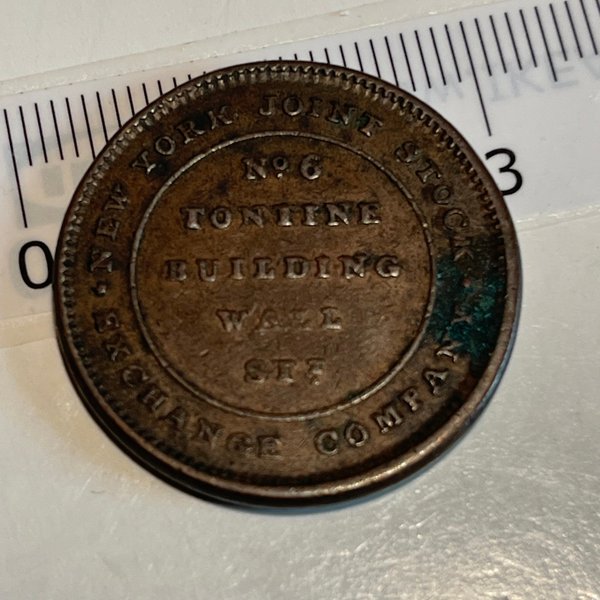 NEW YORK JOINT STOCK
EXCHANGE COMPANY
Nº 6
TONTINE
BUILDING
WALL
STT
0
3